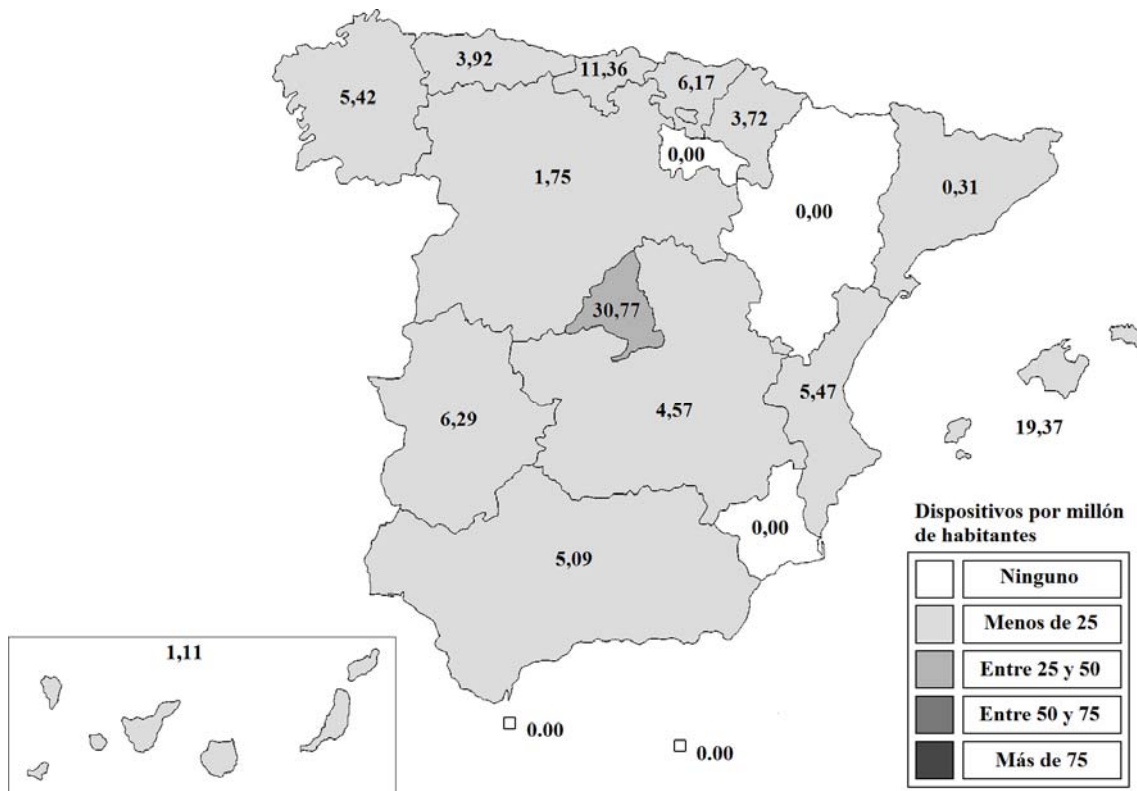 3,92
11,36
6,17
5,42
3,72
0,00
1,75
0,31
0,00
30,77
5,47
6,29
4,57
19,37
0,00
5,09
1,11
0.00
0.00
Dispositivos por millón
de habitantes
Ninguno
Menos de 25
Entre 25 y 50
Entre 50 y 75
Más de 75